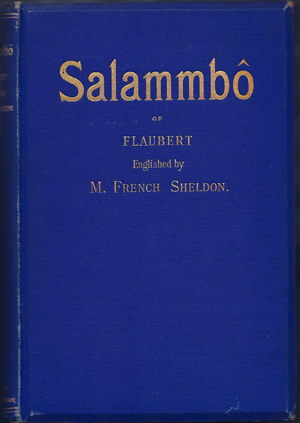 Salammbô
OF
FLAUBERT
Englished by
M. FRENCH SHELDON.